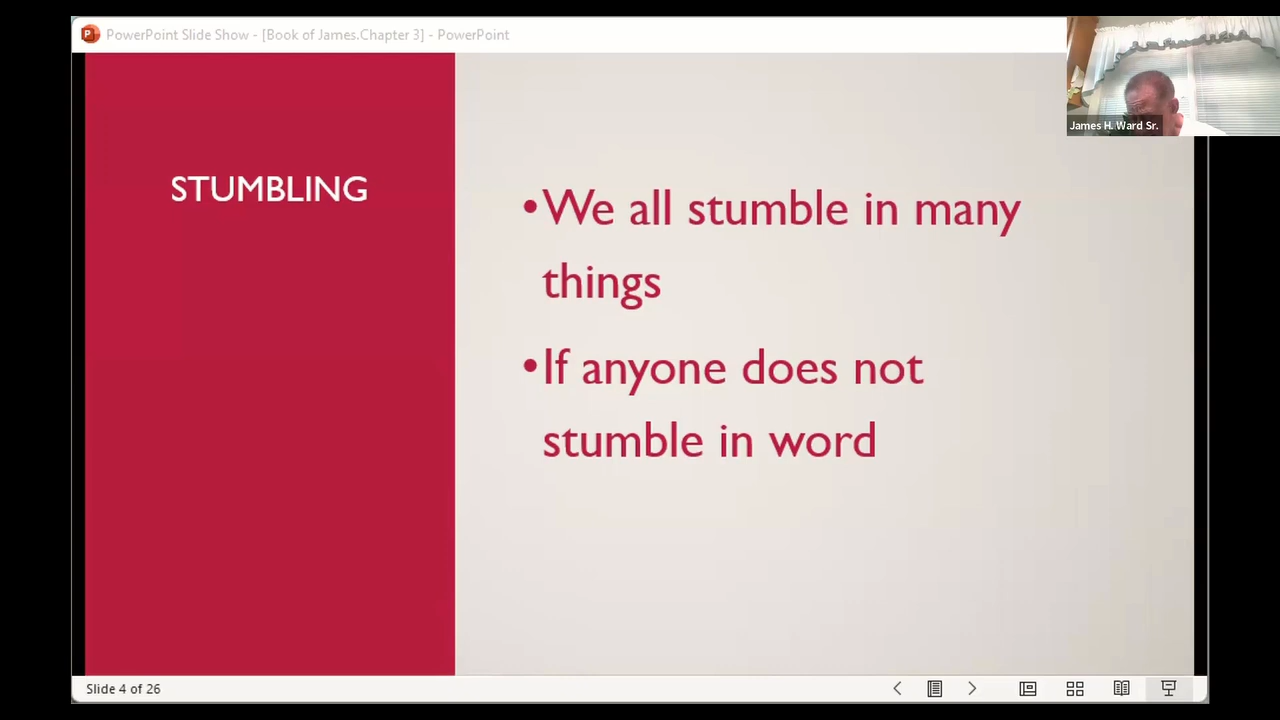 PowerPoint Slide Show - [Book of James.Chapter 3] - PowerPoint
James H. Ward Sr.
STUMBLING
•We all stumble in many
things
•If anyone does not
stumble in word
Slide 4 of 26